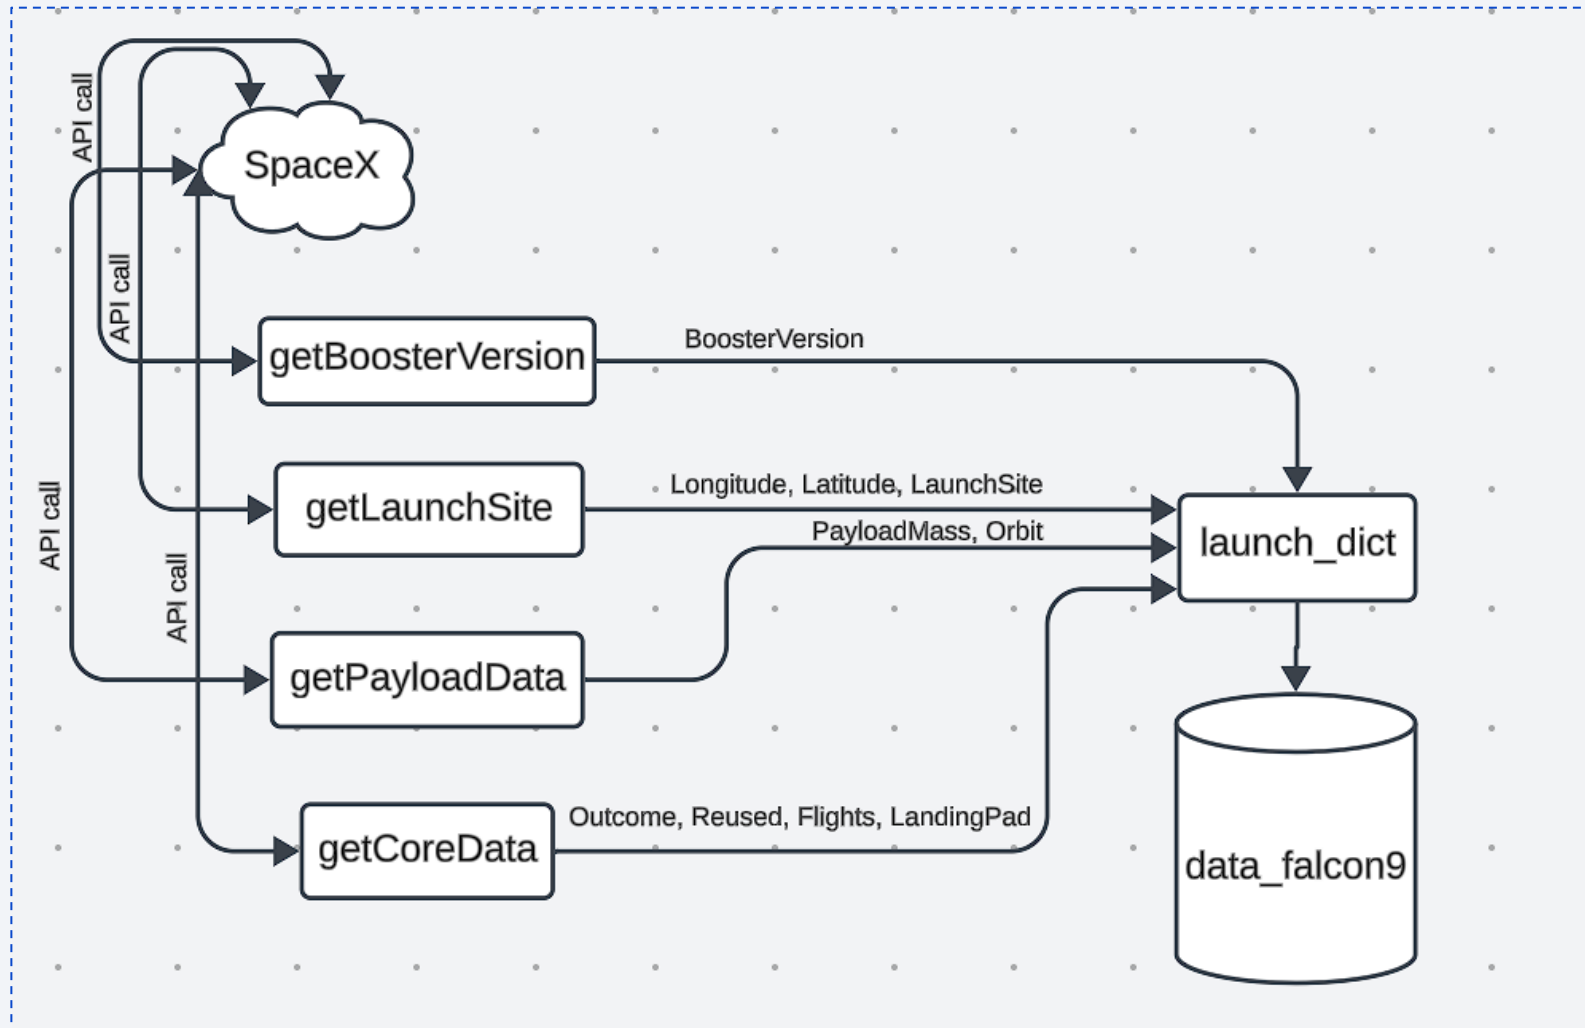 API call
SpaceX
API call
getBoosterVersion
BoosterVersion
getLaunchSite
Longitude, Latitude, LaunchSite
PayloadMass, Orbit
launch_dict
API call
API call
getPayloadData
getCoreData
Outcome, Reused, Flights, LandingPad
data_falcon9